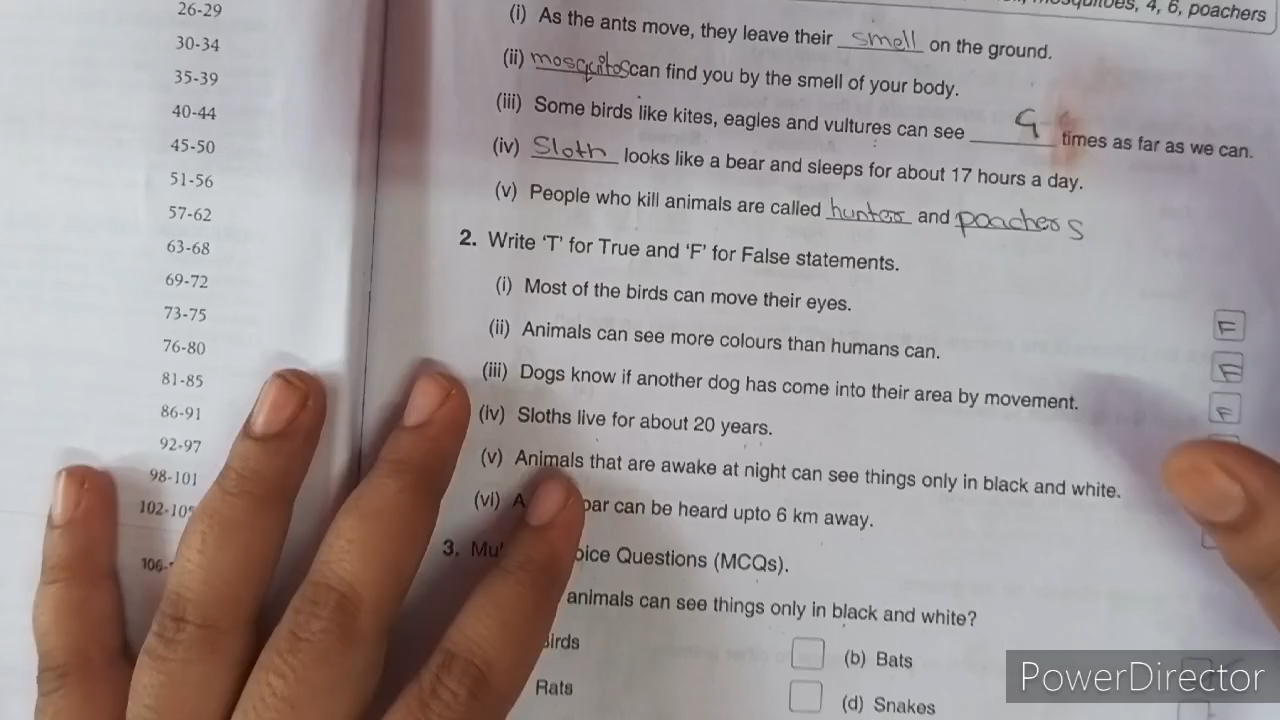 mosquitoes, 4, 6, poachers
26-29
30-34
35-39
40-44
45-50
51-56
57-62
63-68
69-72
73-75
76-80
81-85
86-91
92-97
98-101
102-105
106-
(i) As the ants move, they leave their smell on the ground.
(ii) mosquitos can find you by the smell of your body.
(iii) Some birds like kites, eagles and vultures can see times as far as we can.
(iv) Sloth looks like a bear and sleeps for about 17 hours a day.
(v) People who kill animals are called hunters and poachers
2. Write 'T' for True and 'F' for False statements.
(i) Most of the birds can move their eyes. F
(ii) Animals can see more colours than humans can. F
(iii) Dogs know if another dog has come into their area by movement. F
(iv) Sloths live for about 20 years.
(v) Animals that are awake at night can see things only in black and white.
(vi) A can be heard upto 6 km away.
3. Questions (MCQs).
animals can see things only in black and white?
Birds
(b) Bats
Rats
(d) Snakes
PowerDirector